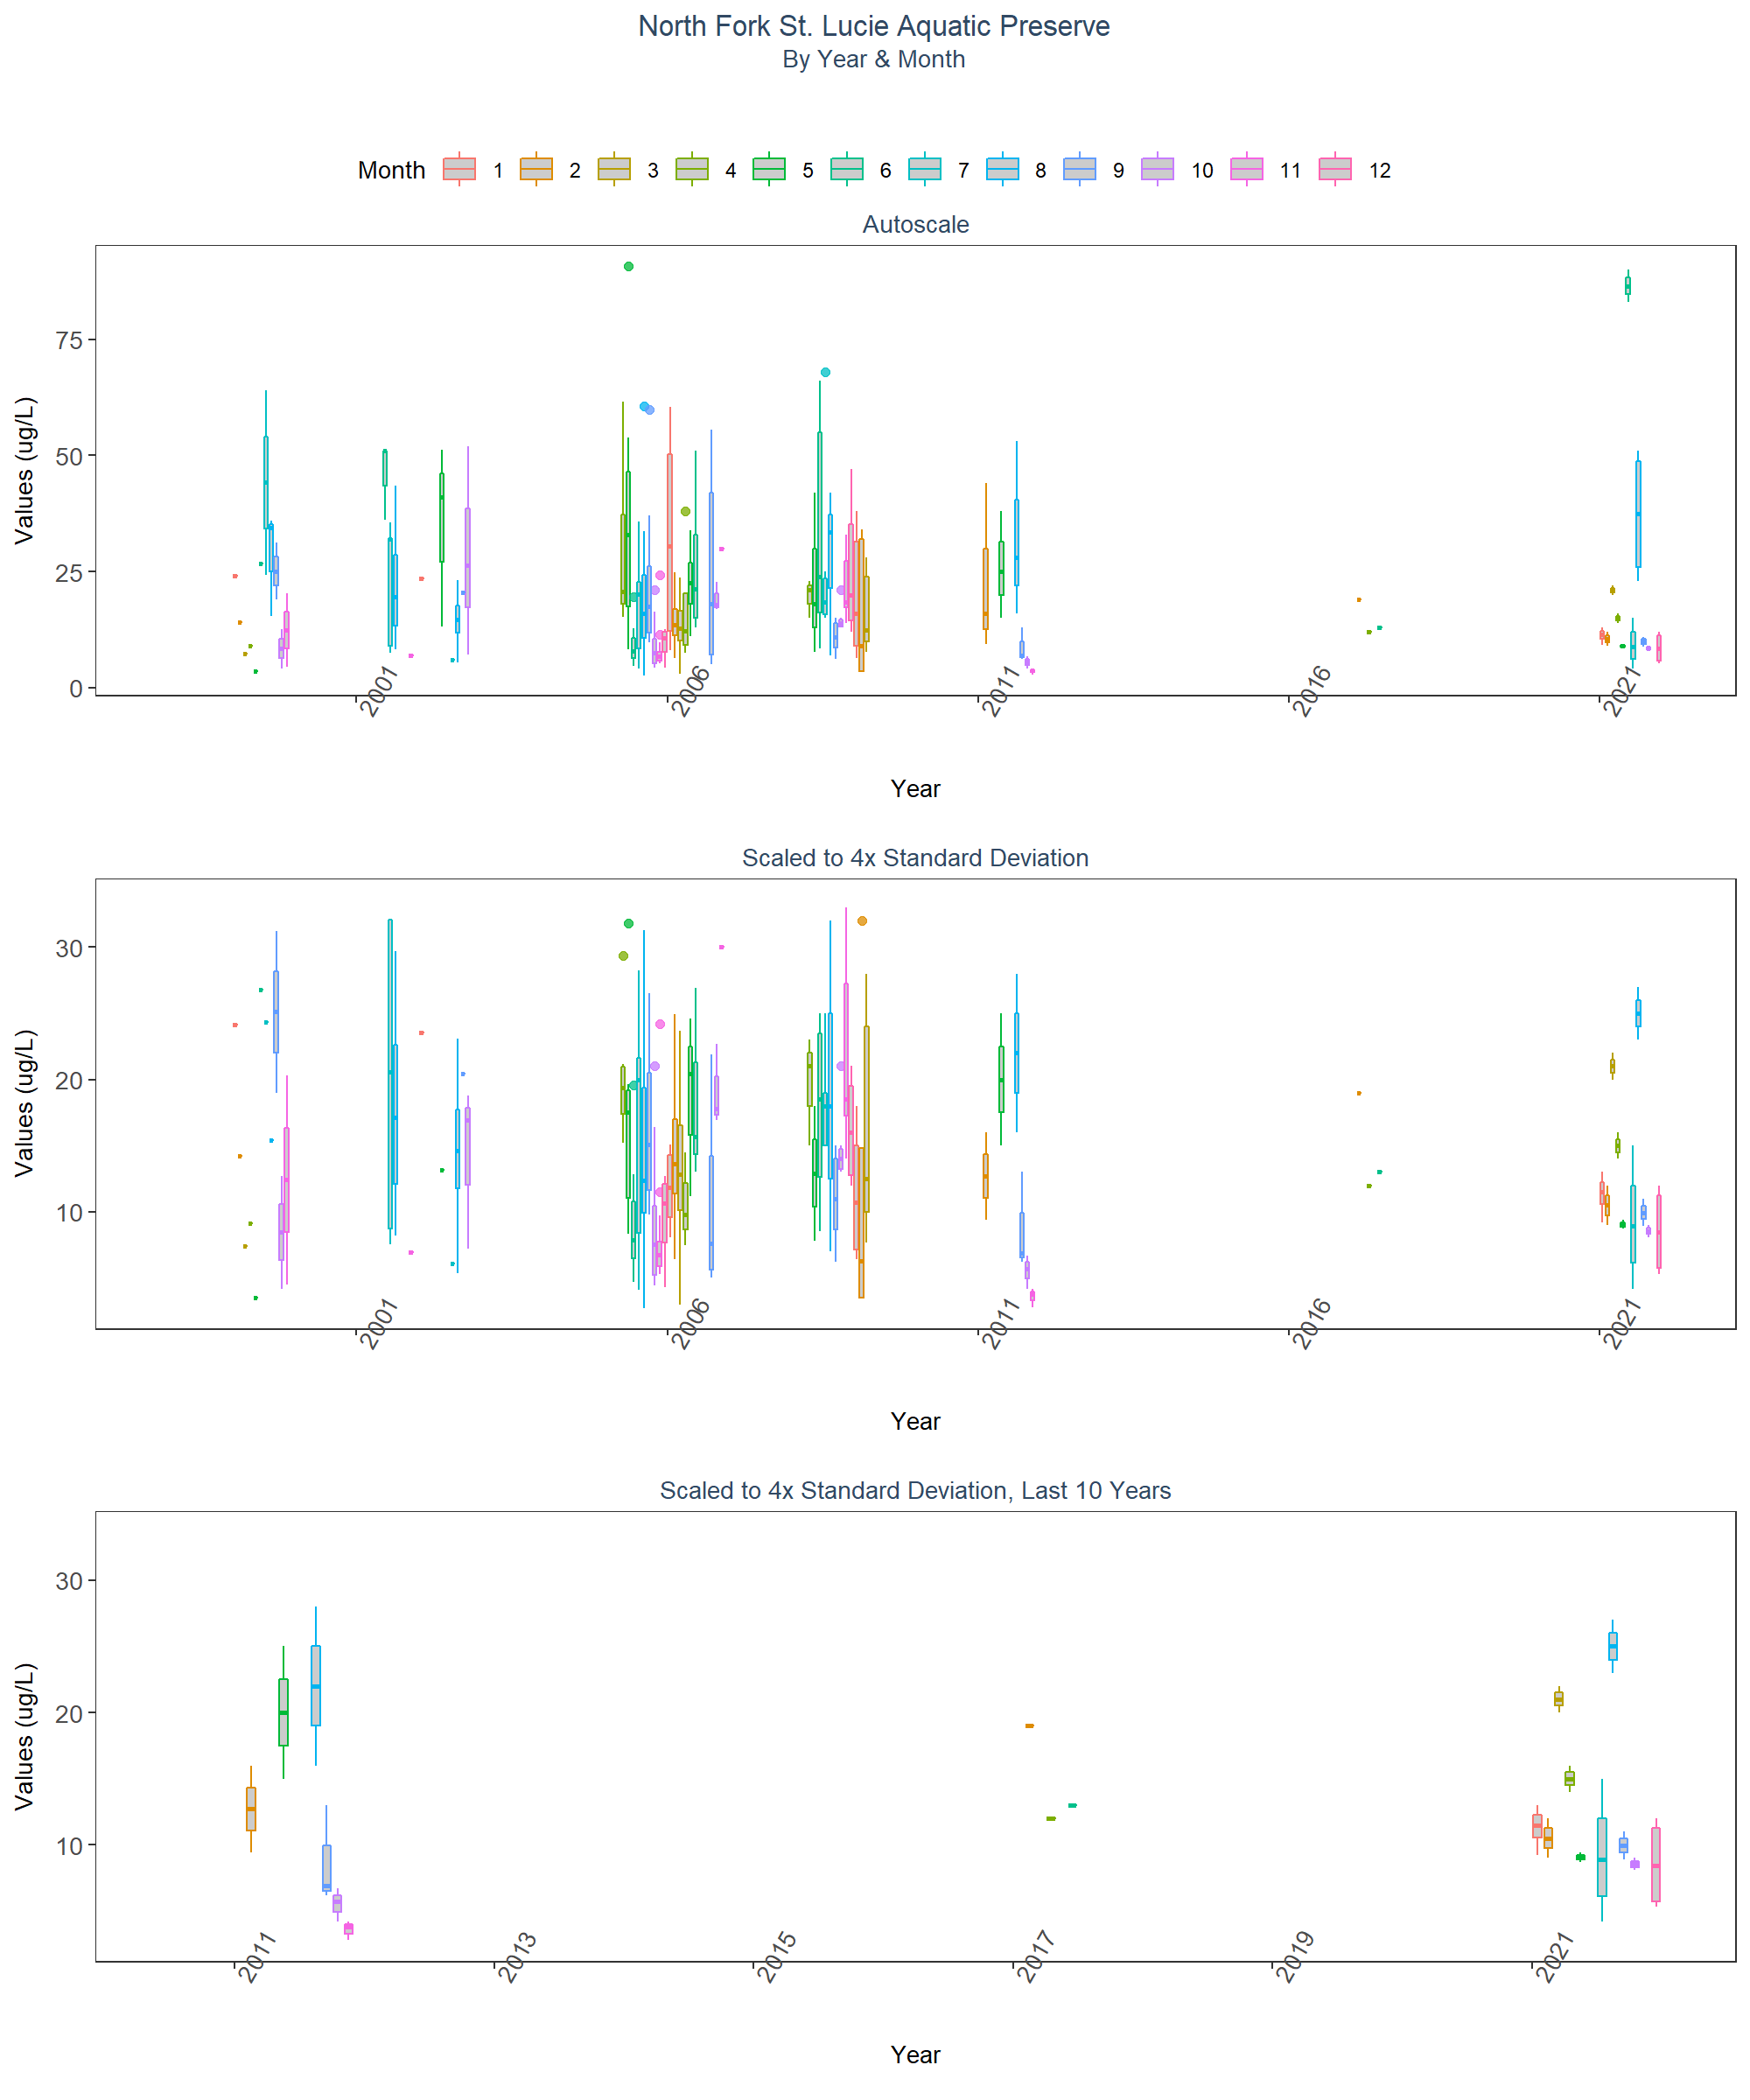 North Fork St. Lucie Aquatic Preserve
By Year & Month
Month 1 2 3 4 5 6 7 8 9 10 11 12
Autoscale
Values (ug/L)
75
50
25
0
2001 2006 2011 2016 2021
Year
Scaled to 4x Standard Deviation
Values (ug/L)
30
20
10
2001 2006 2011 2016 2021
Year
Scaled to 4x Standard Deviation, Last 10 Years
Values (ug/L)
30
20
10
2011 2013 2015 2017 2019 2021
Year